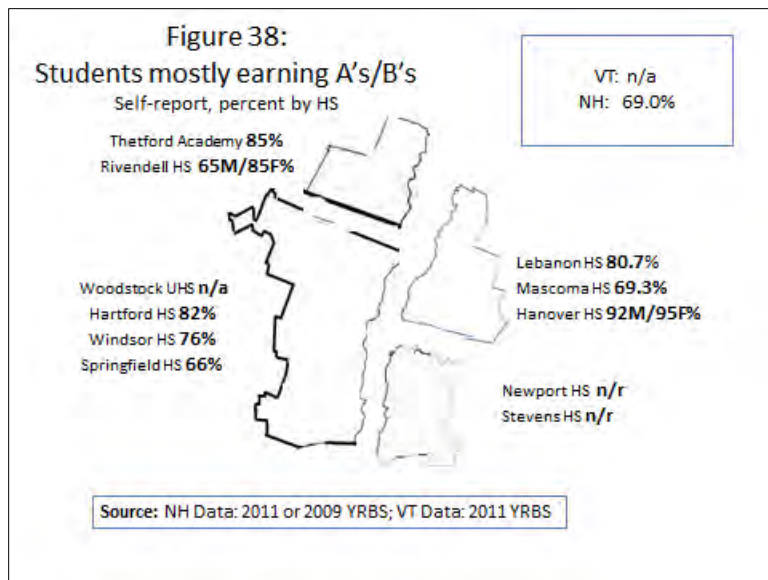 Figure 38:
Students mostly earning A's/B's
Self-report, percent by HS
VT: n/a
NH: 69.0%
Thetford Academy 85%
Rivendell HS 65M/85F%
Lebanon HS 80.7%
Mascoma HS 69.3%
Hanover HS 92M/95F%
Woodstock UHS n/a
Hartford HS 82%
Windsor HS 76%
Springfield HS 66%
Newport HS n/r
Stevens HS n/r
Source: NH Data: 2011 or 2009 YRBS; VT Data: 2011 YRBS